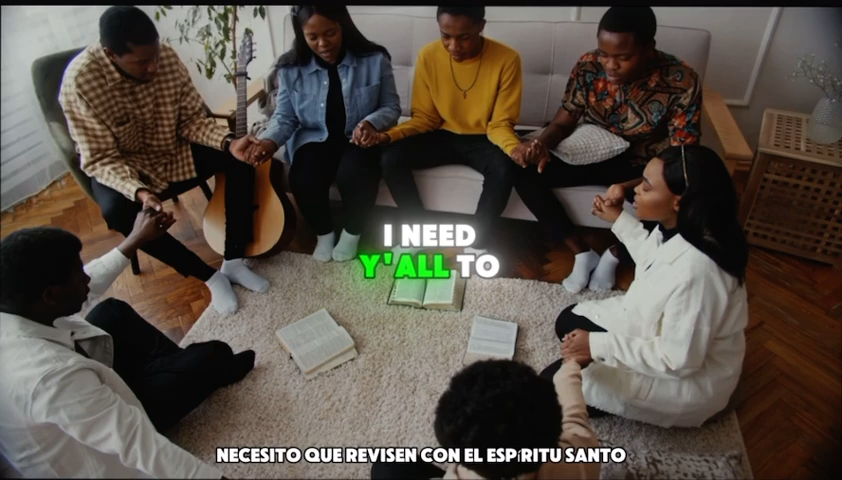 I NEED
Y'ALL TO
NECESITO QUE REVISEN CON EL ESPíRITU SANTO